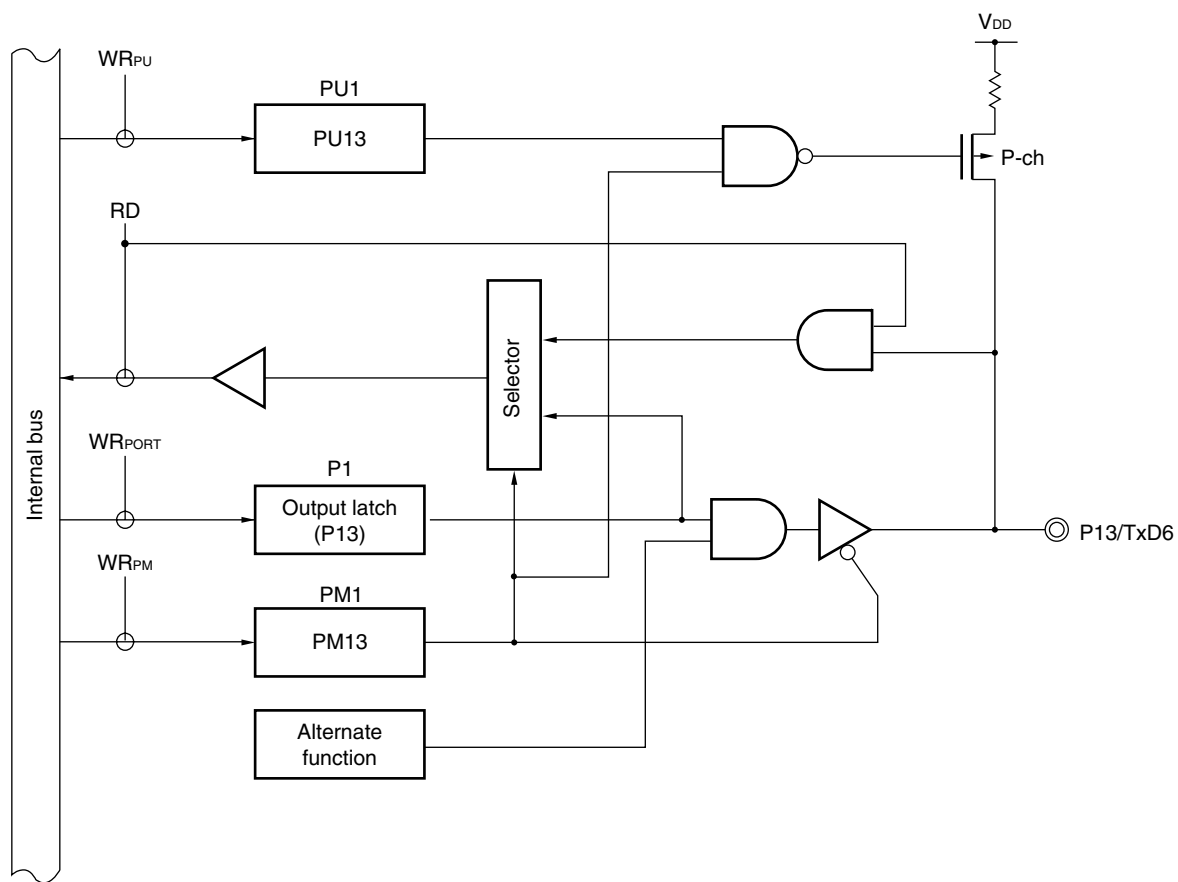 VDD
WRPU
PU1
PU13
P-ch
RD
Selector
Internal bus
WRPORT
P1
Output latch
(P13)
P13/TxD6
WRPM
PM1
PM13
Alternate
function